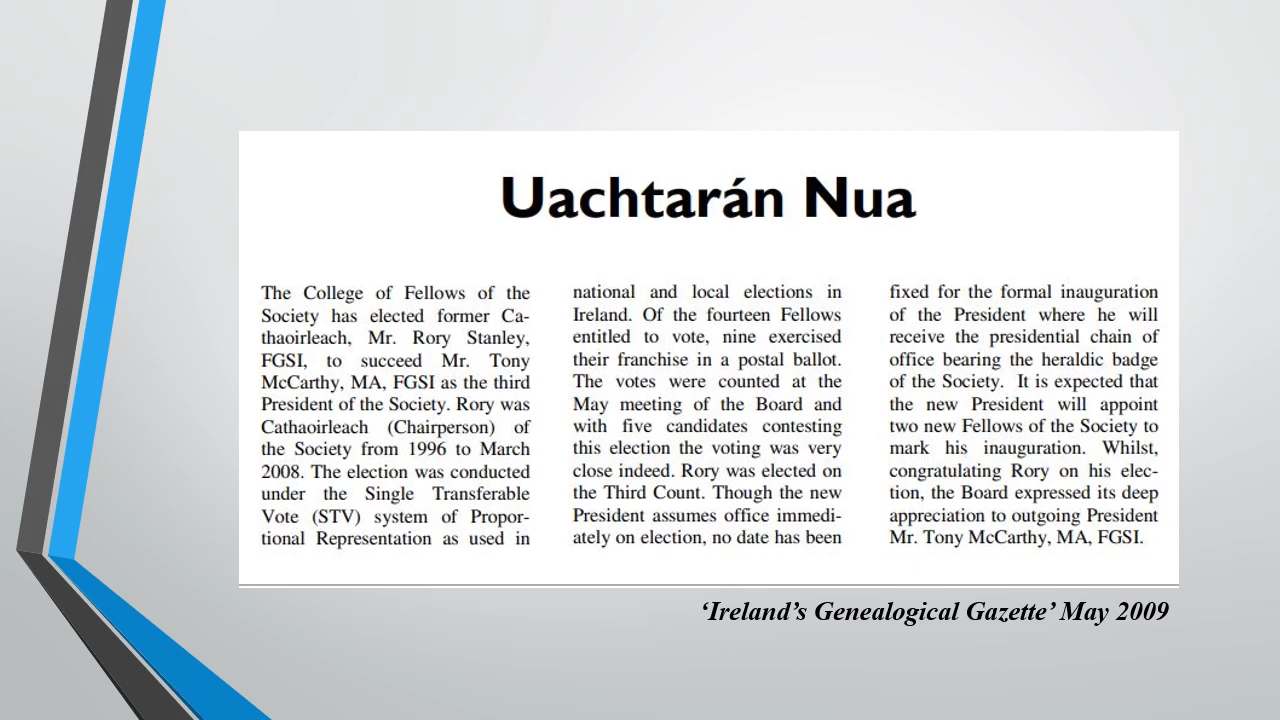 Uachtarán Nua
The College of Fellows of the
Society has elected former Ca-
thaoirleach, Mr. Rory Stanley,
FGSI, to succeed Mr. Tony
McCarthy, MA, FGSI as the third
President of the Society. Rory was
Cathaoirleach (Chairperson) of
the Society from 1996 to March
2008. The election was conducted
under the Single Transferable
Vote (STV) system of Propor-
tional Representation as used in
national and local elections in
Ireland. Of the fourteen Fellows
entitled to vote, nine exercised
their franchise in a postal ballot.
The votes were counted at the
May meeting of the Board and
with five candidates contesting
this election the voting was very
close indeed. Rory was elected on
the Third Count. Though the new
President assumes office immedi-
ately on election, no date has been
fixed for the formal inauguration
of the President where he will
receive the presidential chain of
office bearing the heraldic badge
of the Society. It is expected that
the new President will appoint
two new Fellows of the Society to
mark his inauguration. Whilst,
congratulating Rory on his elec-
tion, the Board expressed its deep
appreciation to outgoing President
Mr. Tony McCarthy, MA, FGSI.
‘Ireland’s Genealogical Gazette’ May 2009